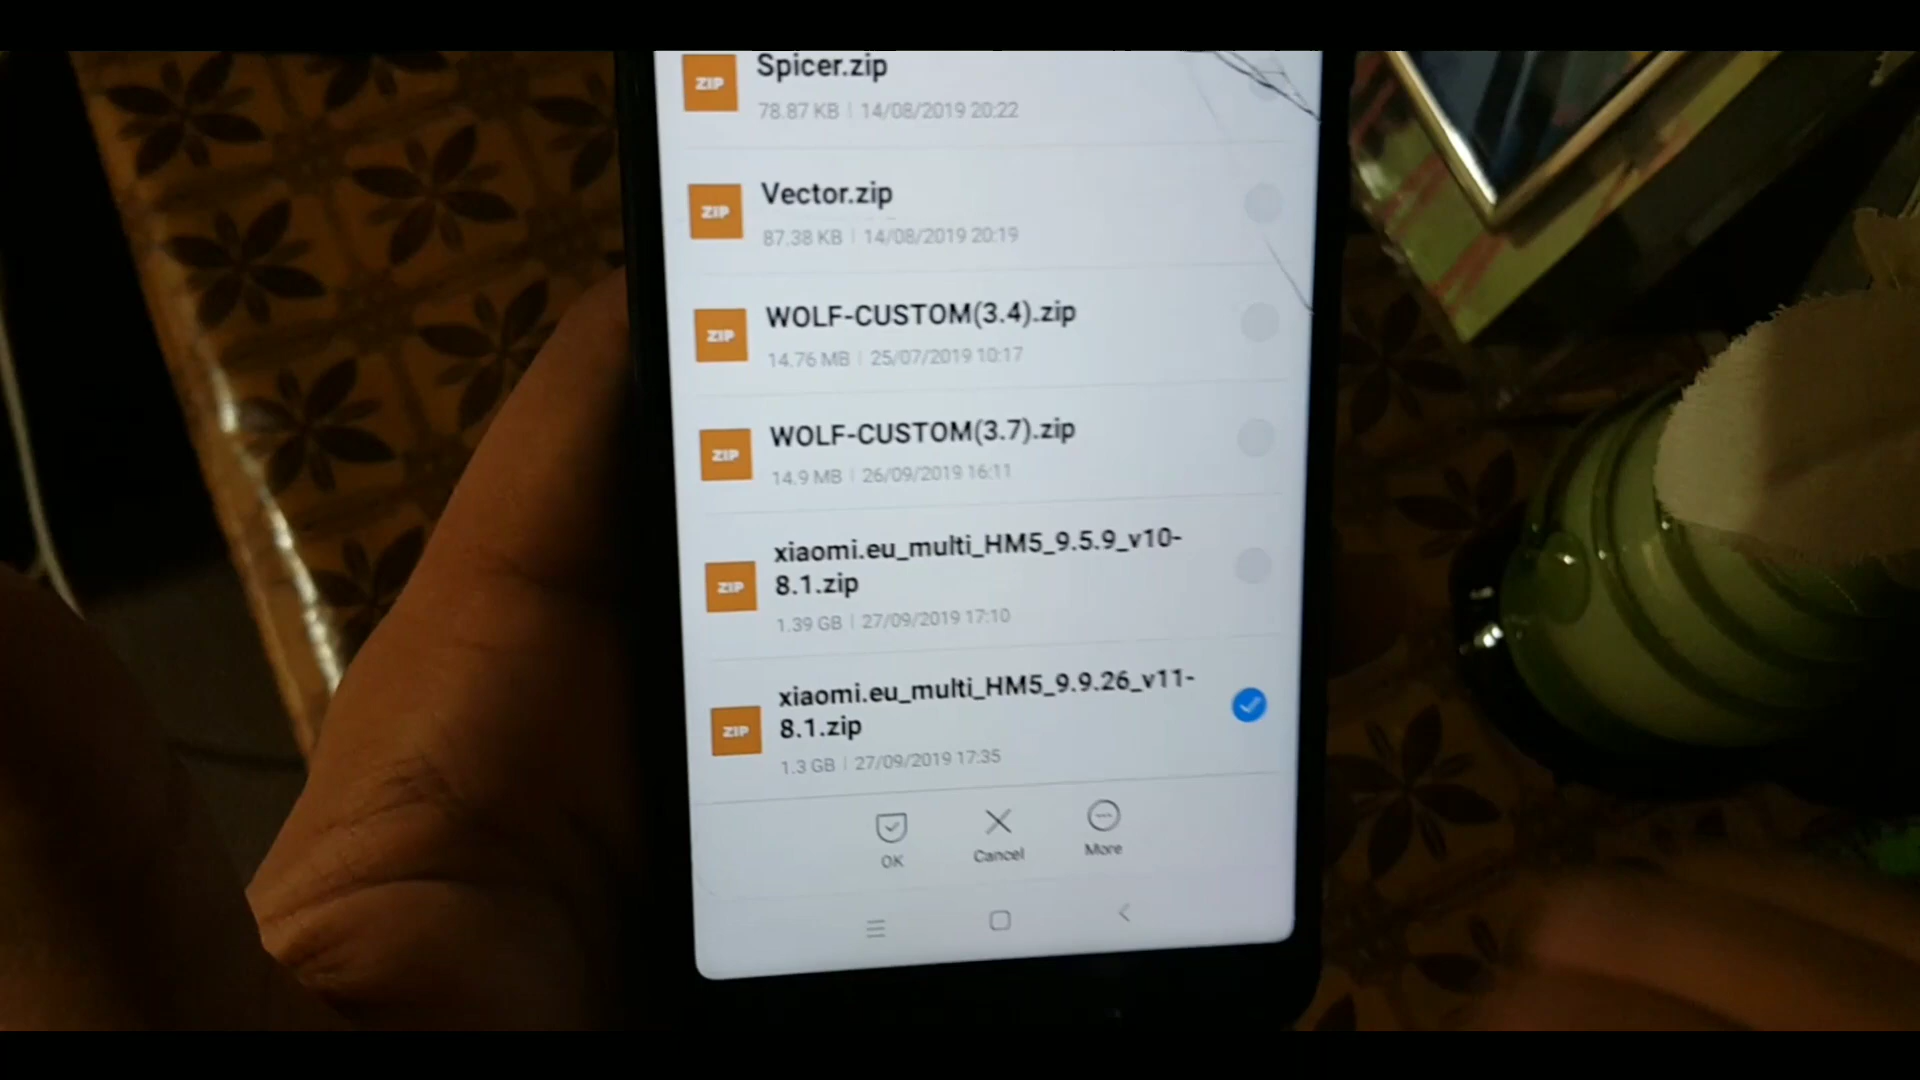 ZIP
Spicer.zip
78.87 KB | 14/08/2019 20:22
ZIP
Vector.zip
87.38 KB | 14/08/2019 20:19
ZIP
WOLF-CUSTOM(3.4).zip
14.76 MB | 25/07/2019 10:17
ZIP
WOLF-CUSTOM(3.7).zip
14.9 MB | 26/09/2019 16:11
ZIP
xiaomi.eu_multi_HM5_9.5.9_v10-
8.1.zip
1.39 GB | 27/09/2019 17:10
ZIP
xiaomi.eu_multi_HM5_9.9.26_v11-
8.1.zip
1.3 GB | 27/09/2019 17:35
OK
Cancel
More